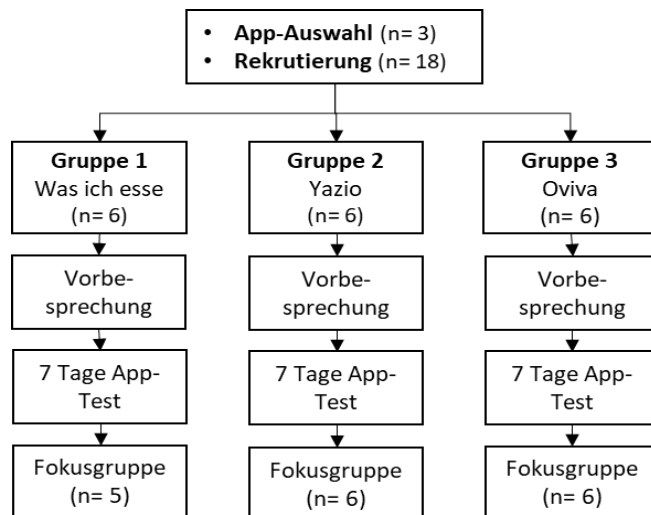 • App-Auswahl (n= 3)
• Rekrutierung (n= 18)
Gruppe 1
Was ich esse
(n= 6)
Gruppe 2
Yazio
(n= 6)
Gruppe 3
Oviva
(n= 6)
Vorbe-
sprechung
Vorbe-
sprechung
Vorbe-
sprechung
7 Tage App-
Test
7 Tage App-
Test
7 Tage App-
Test
Fokusgruppe
(n= 5)
Fokusgruppe
(n= 6)
Fokusgruppe
(n= 6)